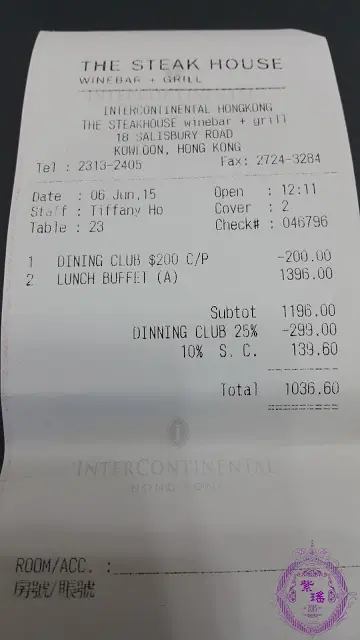 THE STEAK HOUSE
WINEBAR + GRILL
INTERCONTINENTAL HONGKONG
THE STEAKHOUSE winebar + grill
18 SALISBURY ROAD
KOWLOON, HONG KONG
Tel : 2313-2405 Fax: 2724-3284
Date : 06 Jun,15 Open : 12:11
Staff : Tiffany Ho Cover : 2
Table : 23 Check# : 046796
1 DINING CLUB $200 C/P -200.00
2 LUNCH BUFFET (A) 1396.00
Subtot 1196.00
DINNING CLUB 25% -299.00
10% S. C. 139.60
Total 1036.60
INTERCONTINENTAL
HONG KONG
ROOM/ACC. :
房號/賬號
紫
瑤